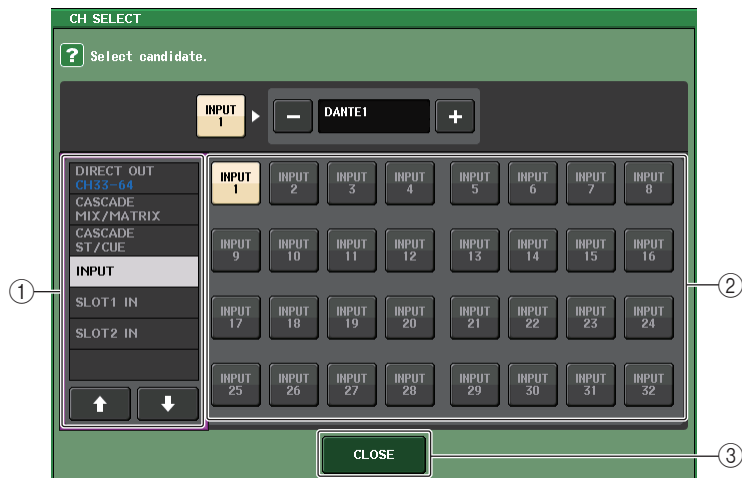 CH SELECT
? Select candidate.
INPUT
1
−
DANTE1
+
DIRECT OUT
CH33-64
CASCADE
MIX/MATRIX
CASCADE
ST/CUE
INPUT
SLOT1 IN
SLOT2 IN
INPUT INPUT INPUT INPUT INPUT INPUT INPUT INPUT
1 2 3 4 5 6 7 8
INPUT INPUT INPUT INPUT INPUT INPUT INPUT INPUT
9 10 11 12 13 14 15 16
INPUT INPUT INPUT INPUT INPUT INPUT INPUT INPUT
17 18 19 20 21 22 23 24
INPUT INPUT INPUT INPUT INPUT INPUT INPUT INPUT
25 26 27 28 29 30 31 32
CLOSE
①
②
③